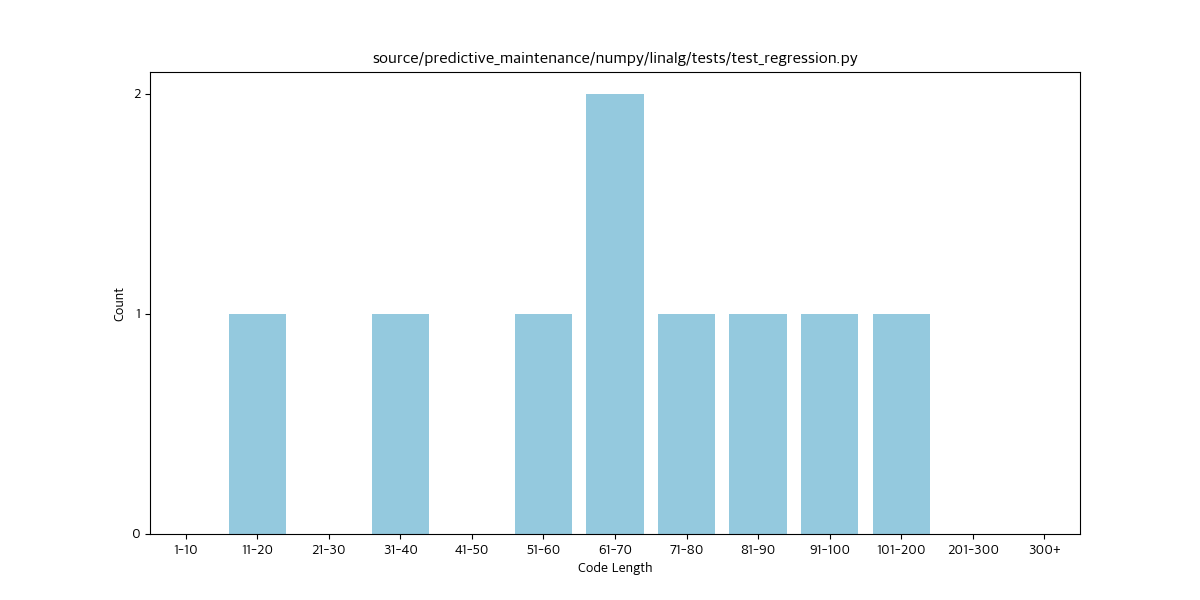 source/predictive_maintenance/numpy/linalg/tests/test_regression.py
2
1
0
Count
1-10 11-20 21-30 31-40 41-50 51-60 61-70 71-80 81-90 91-100 101-200 201-300 300+
Code Length